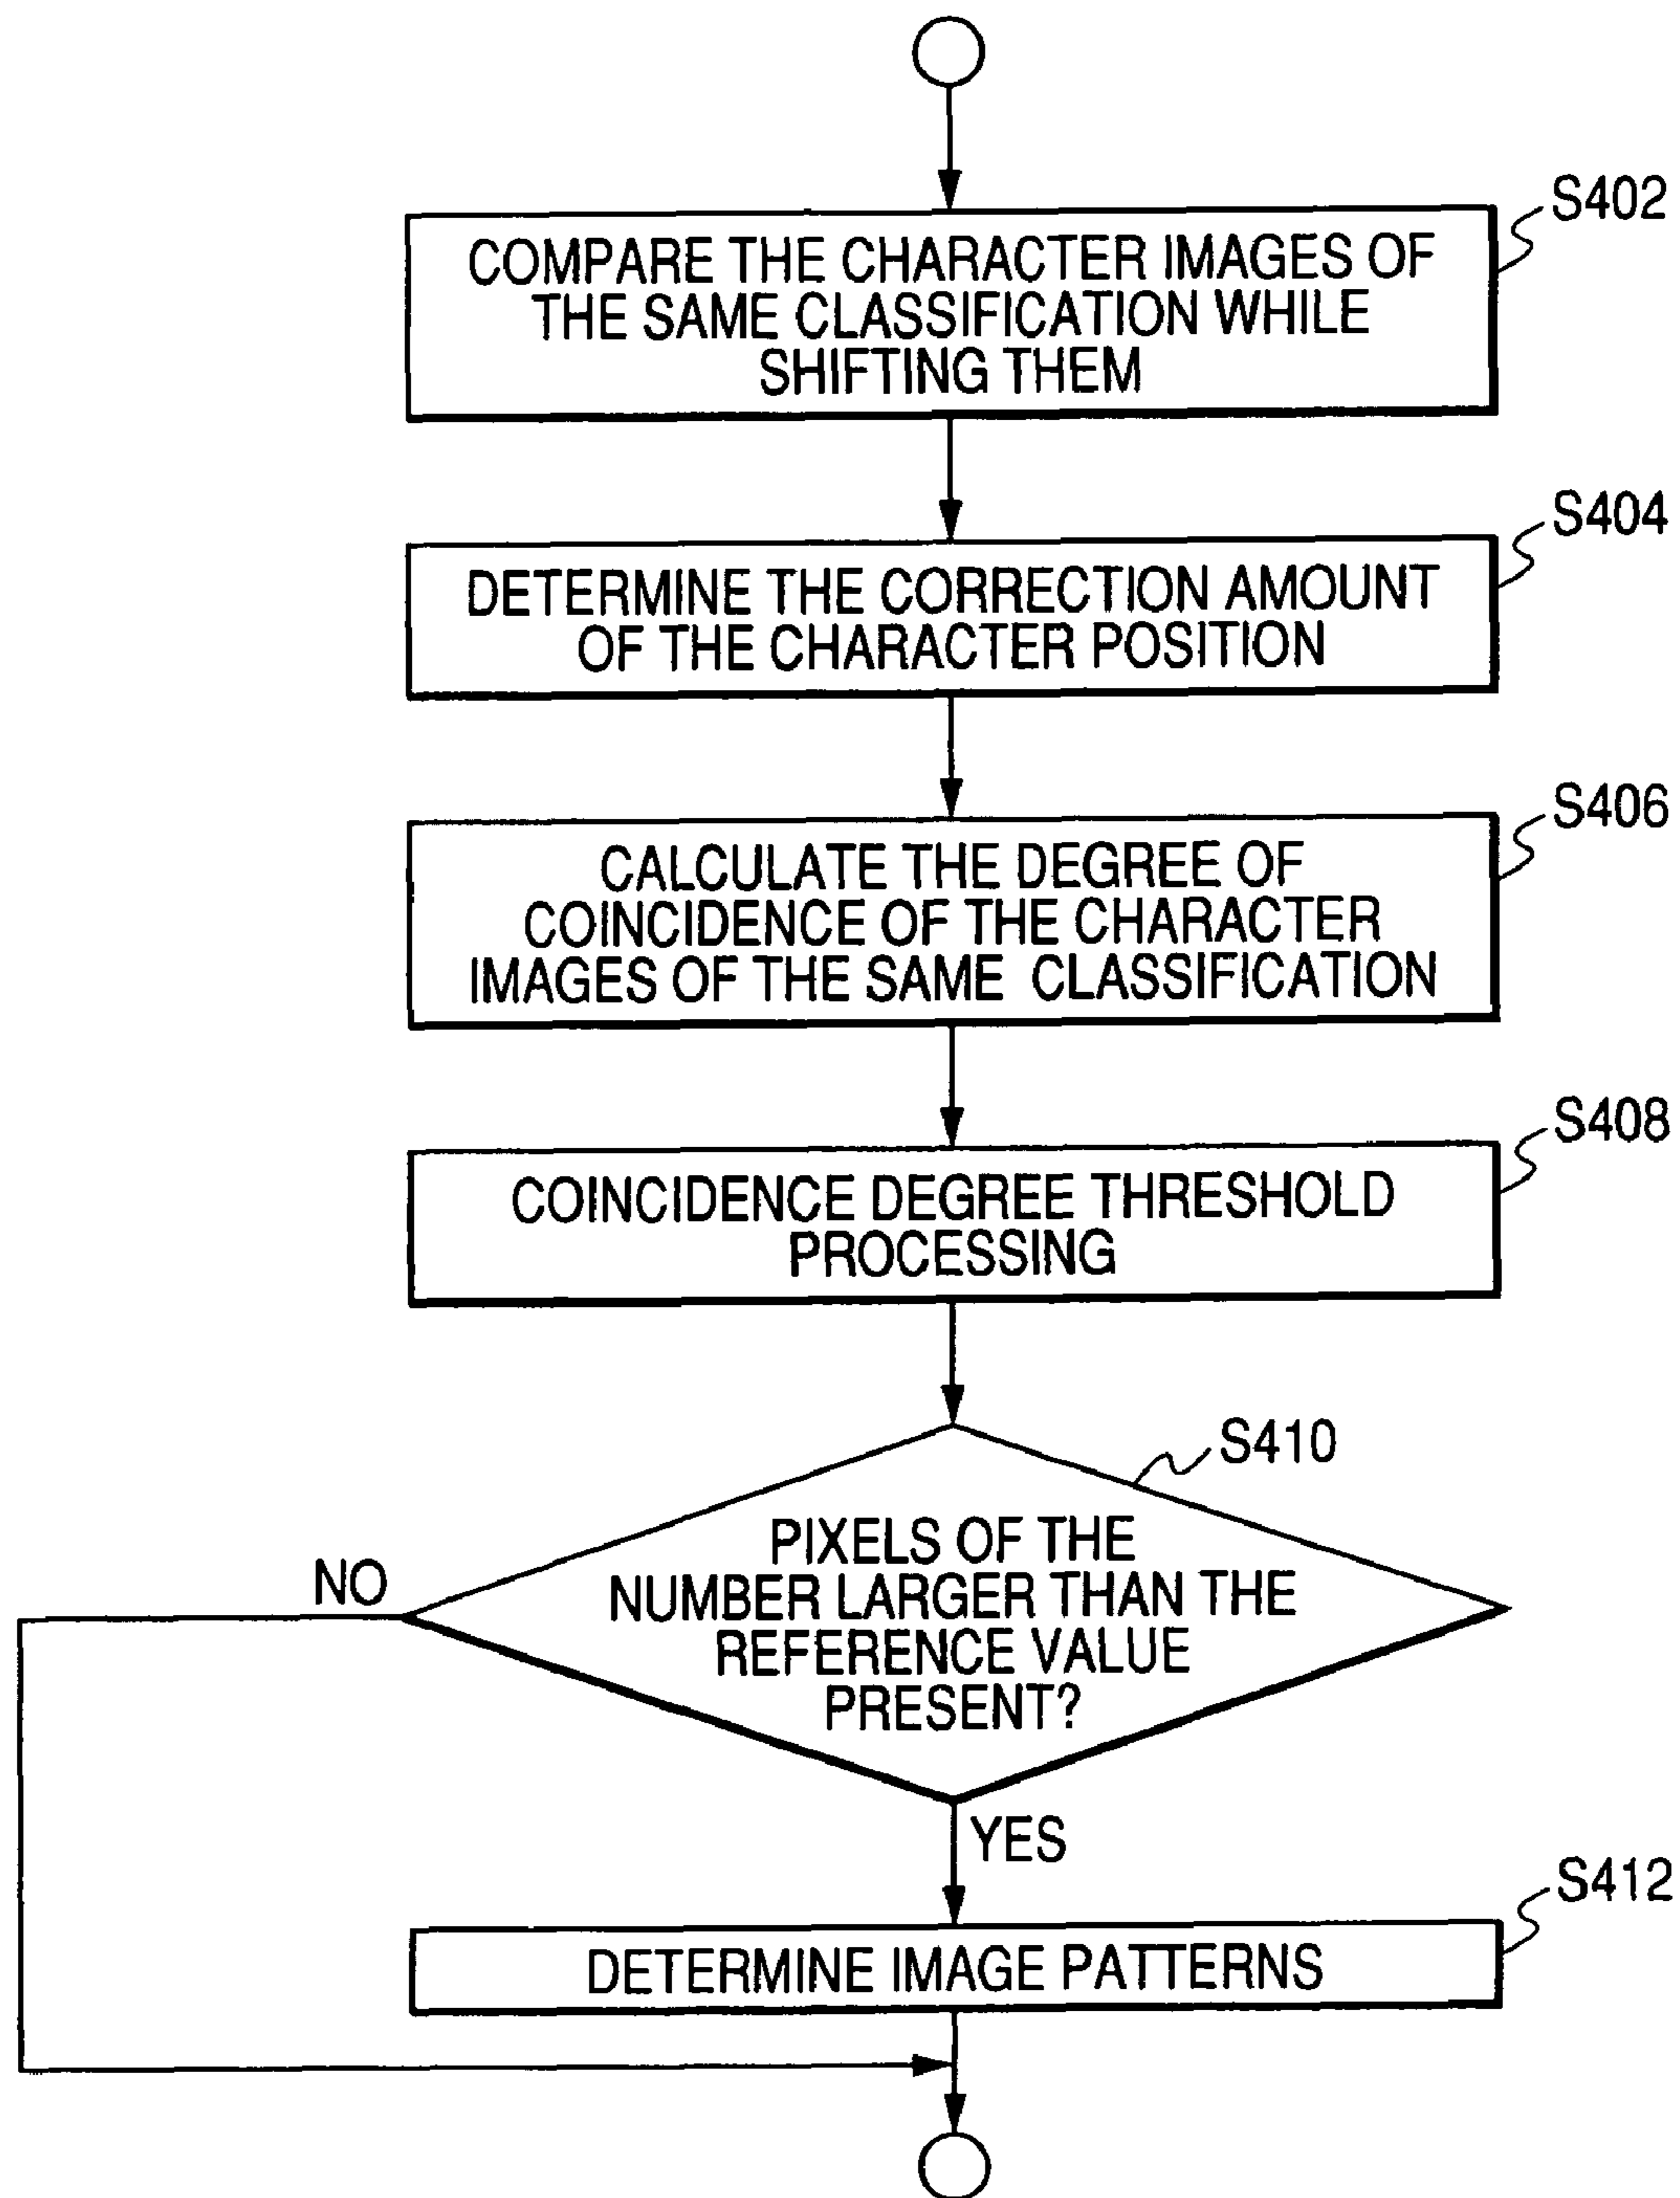 S402
COMPARE THE CHARACTER IMAGES OF
THE SAME CLASSIFICATION WHILE
SHIFTING THEM
S404
DETERMINE THE CORRECTION AMOUNT
OF THE CHARACTER POSITION
S406
CALCULATE THE DEGREE OF
COINCIDENCE OF THE CHARACTER
IMAGES OF THE SAME CLASSIFICATION
S408
COINCIDENCE DEGREE THRESHOLD
PROCESSING
S410
PIXELS OF THE
NUMBER LARGER THAN THE
REFERENCE VALUE
PRESENT?
NO
YES
S412
DETERMINE IMAGE PATTERNS